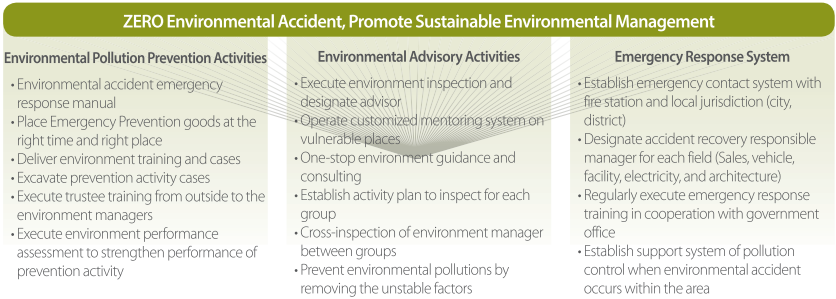 ZERO Environmental Accident, Promote Sustainable Environmental Management
Environmental Pollution Prevention Activities
• Environmental accident emergency
response manual
• Place Emergency Prevention goods at the
right time and right place
• Deliver environment training and cases
• Excavate prevention activity cases
• Execute trustee training from outside to the
environment managers
• Execute environment performance
assessment to strengthen performance of
prevention activity
Environmental Advisory Activities
• Execute environment inspection and
designate advisor
• Operate customized mentoring system on
vulnerable places
• One-stop environment guidance and
consulting
• Establish activity plan to inspect for each
group
• Cross-inspection of environment manager
between groups
• Prevent environmental pollutions by
removing the unstable factors
Emergency Response System
• Establish emergency contact system with
fire station and local jurisdiction (city,
district)
• Designate accident recovery responsible
manager for each field (Sales, vehicle,
facility, electricity, and architecture)
• Regularly execute emergency response
training in cooperation with government
office
• Establish support system of pollution
control when environmental accident
occurs within the area